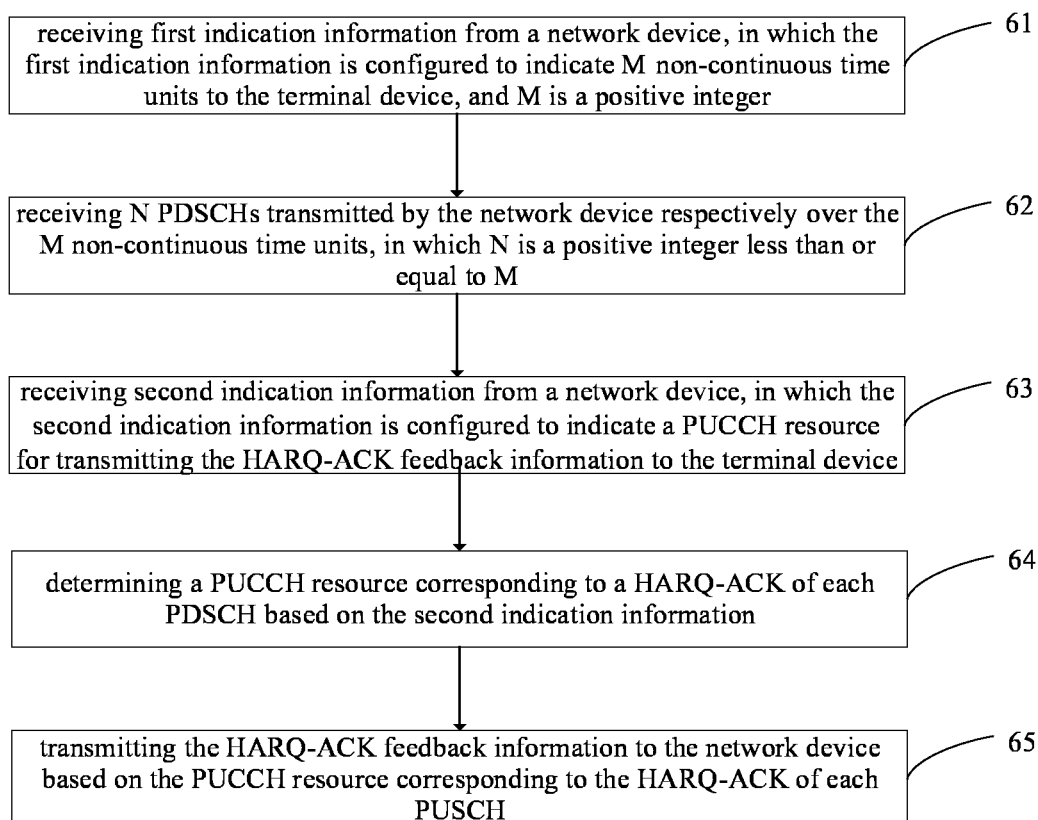 receiving first indication information from a network device, in which the
first indication information is configured to indicate M non-continuous time
units to the terminal device, and M is a positive integer
61
receiving N PDSCHs transmitted by the network device respectively over the
M non-continuous time units, in which N is a positive integer less than or
equal to M
62
receiving second indication information from a network device, in which the
second indication information is configured to indicate a PUCCH resource
for transmitting the HARQ-ACK feedback information to the terminal device
63
determining a PUCCH resource corresponding to a HARQ-ACK of each
PDSCH based on the second indication information
64
transmitting the HARQ-ACK feedback information to the network device
based on the PUCCH resource corresponding to the HARQ-ACK of each
PUSCH
65